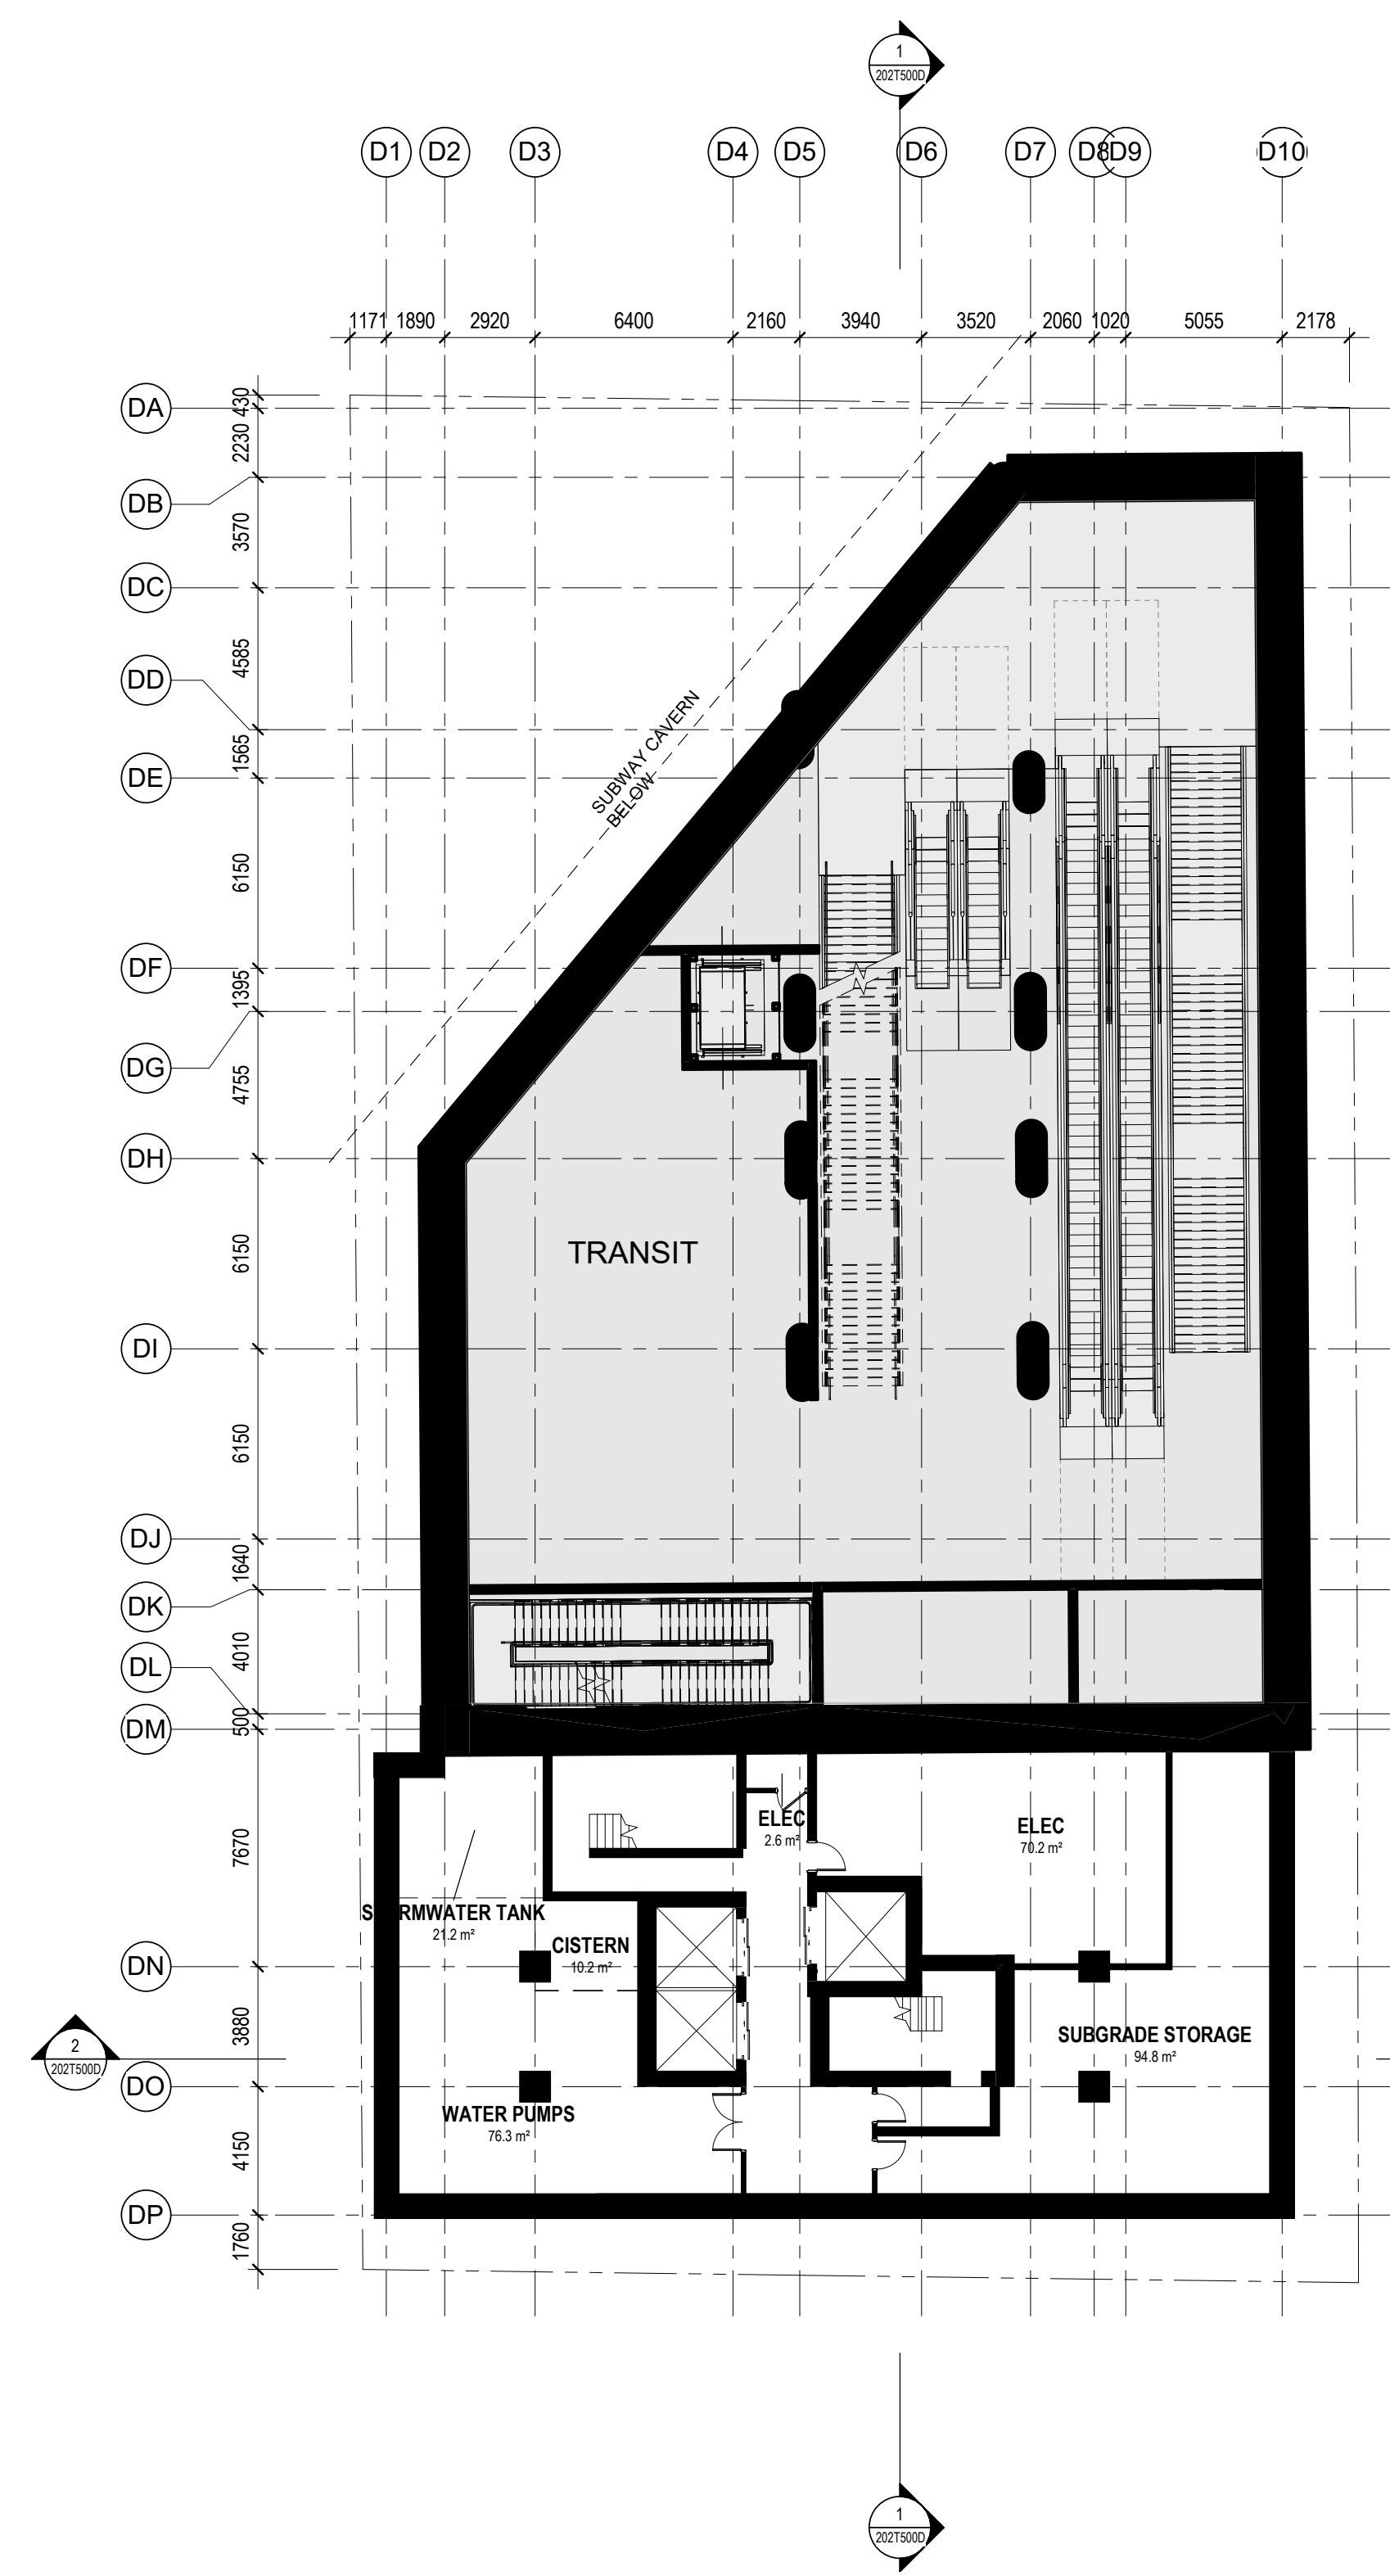 1
202T500D
D1 D2 D3 D4 D5 D6 D7 D8 D9 D10
1171 1890 2920 6400 2160 3940 3520 2060 1020 5055 2178
DA
430
2230
DB
3570
DC
4585
DD
1565
DE
SUBWAY CAVERN
BELOW
6150
DF
1395
DG
4755
DH
TRANSIT
6150
DI
6150
DJ
1640
DK
4010
DL
500
DM
ELEC
2.6 m²
ELEC
70.2 m²
7670
RMWATER TANK
21.2 m²
CISTERN
10.2 m²
DN
3880
2
202T500D
SUBGRADE STORAGE
94.8 m²
DO
WATER PUMPS
76.3 m²
4150
DP
1760
1
202T500D